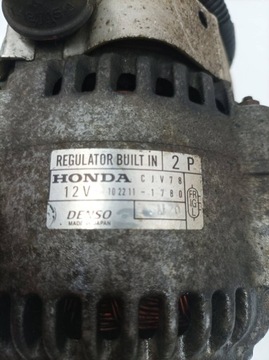 REGULATOR BUILT IN 2 P
HONDA CJV78
12V 102211-1780
DENSO
MADE IN JAPAN